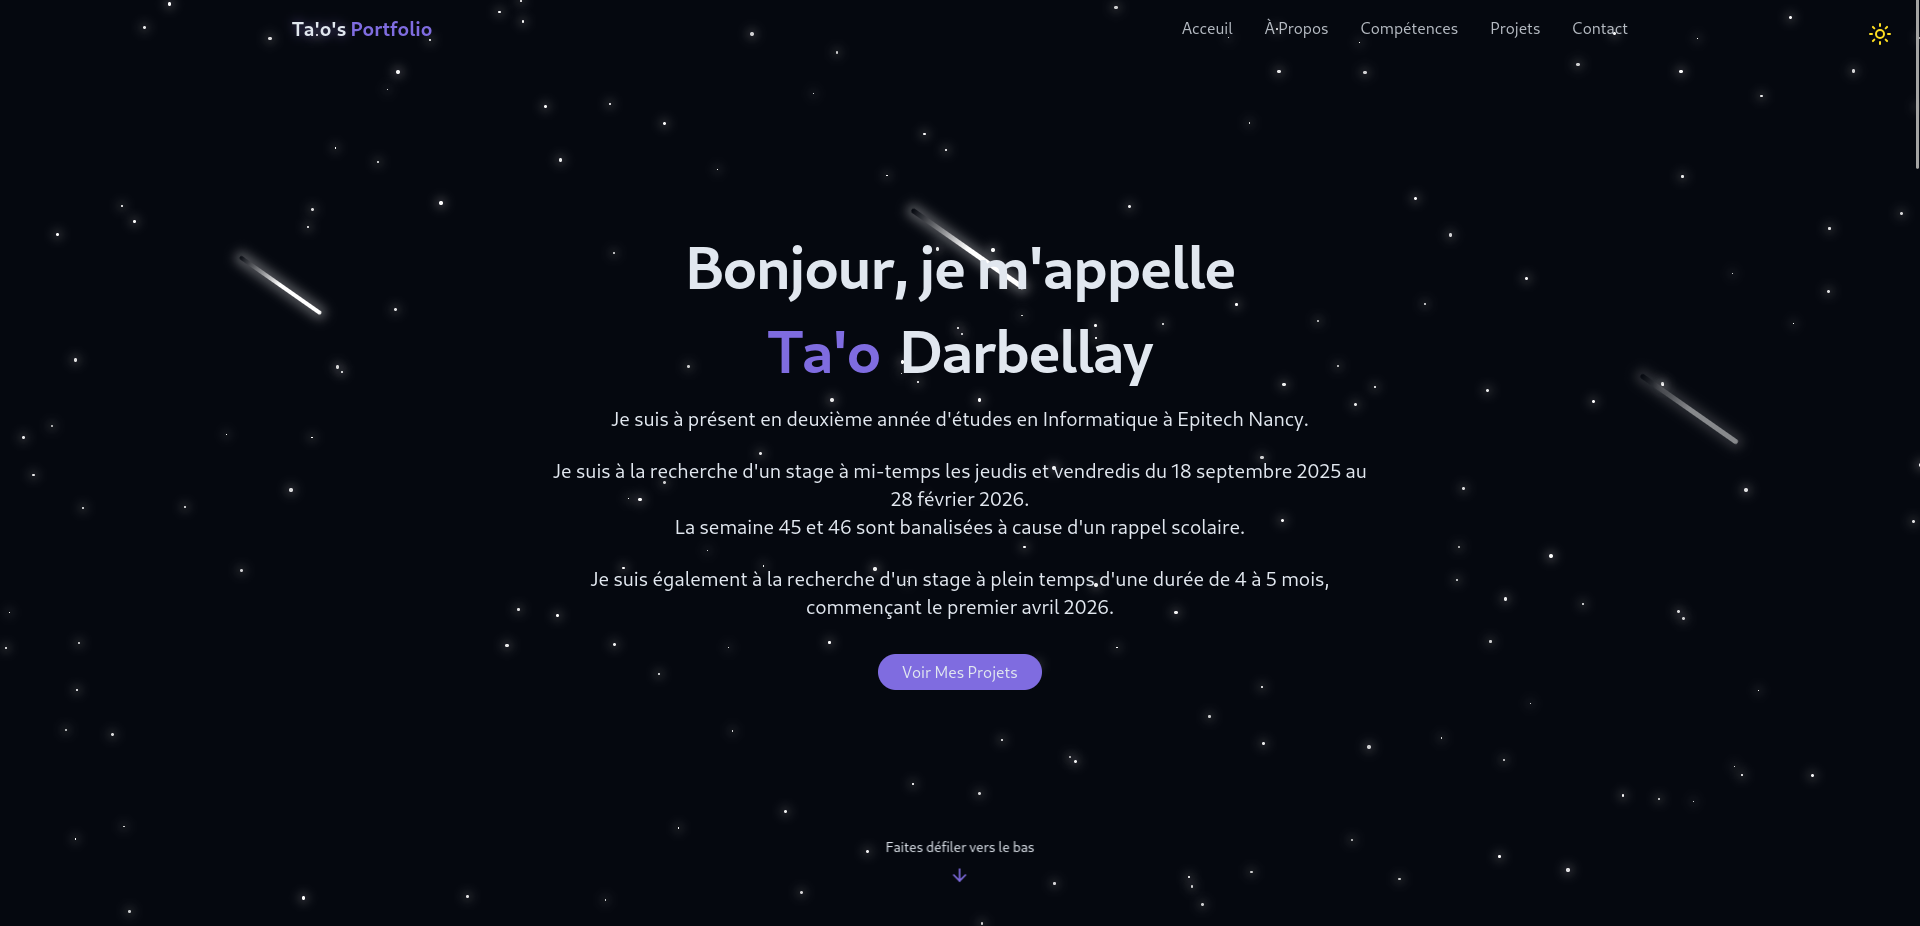 Ta'o's Portfolio
Acceuil
À Propos
Compétences
Projets
Contact
Bonjour, je m'appelle
Ta'o Darbellay
Je suis à présent en deuxième année d'études en Informatique à Epitech Nancy.
Je suis à la recherche d'un stage à mi-temps les jeudis et vendredis du 18 septembre 2025 au
28 février 2026.
La semaine 45 et 46 sont banalisées à cause d'un rappel scolaire.
Je suis également à la recherche d'un stage à plein temps d'une durée de 4 à 5 mois,
commençant le premier avril 2026.
Voir Mes Projets
Faites défiler vers le bas